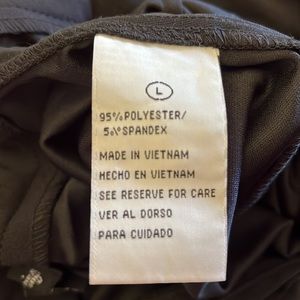 L
95% POLYESTER/
5% SPANDEX
MADE IN VIETNAM
HECHO EN VIETNAM
SEE RESERVE FOR CARE
VER AL DORSO
PARA CUIDADO